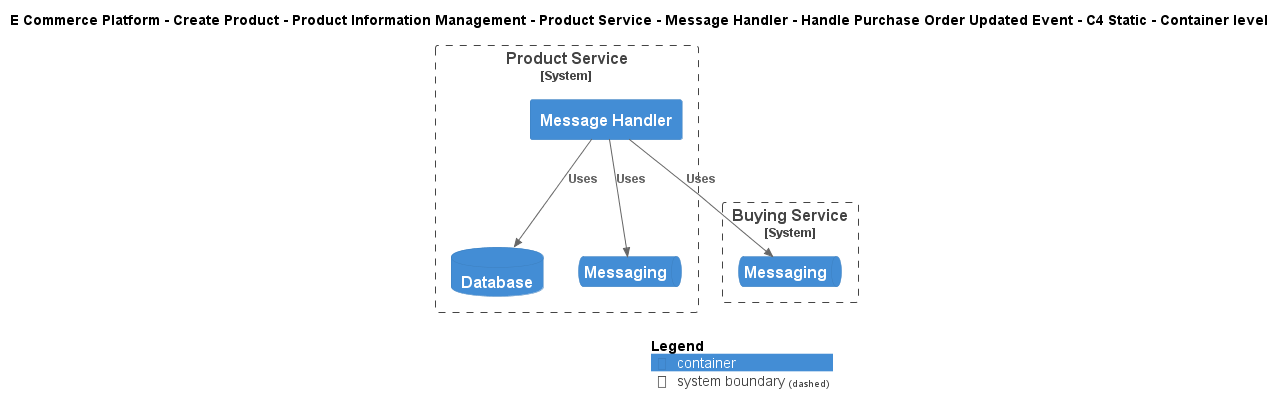 E Commerce Platform - Create Product - Product Information Management - Product Service - Message Handler - Handle Purchase Order Updated Event - C4 Static - Container level
Product Service
[System]
Message Handler
Uses
Uses
Uses
Buying Service
[System]
Database
Messaging
Messaging
Legend
container
system boundary (dashed)